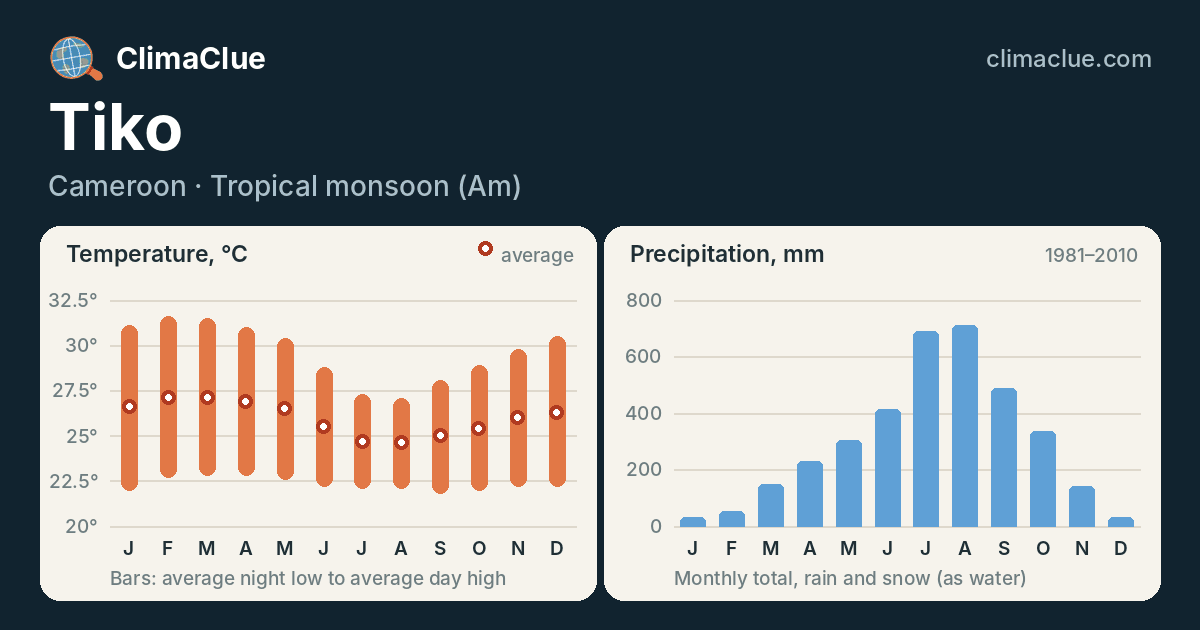 ClimaClue
climaclue.com
Tiko
Cameroon · Tropical monsoon (Am)
Temperature, °C
average
32.5°
30°
27.5°
25°
22.5°
20°
J F M A M J J A S O N D
Bars: average night low to average day high
Precipitation, mm
1981–2010
800
600
400
200
0
J F M A M J J A S O N D
Monthly total, rain and snow (as water)